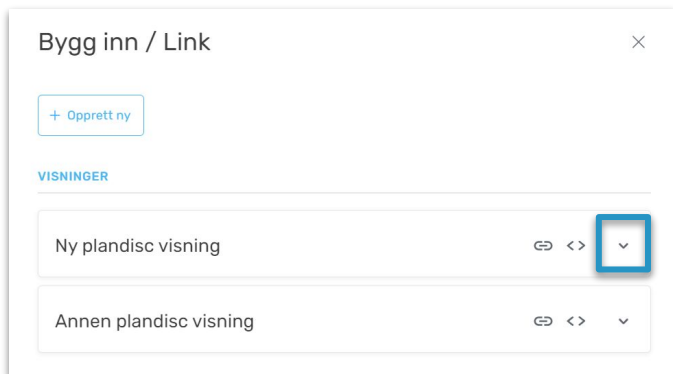 Bygg inn / Link
+ Opprett ny
VISNINGER
Ny plandisc visning
Annen plandisc visning